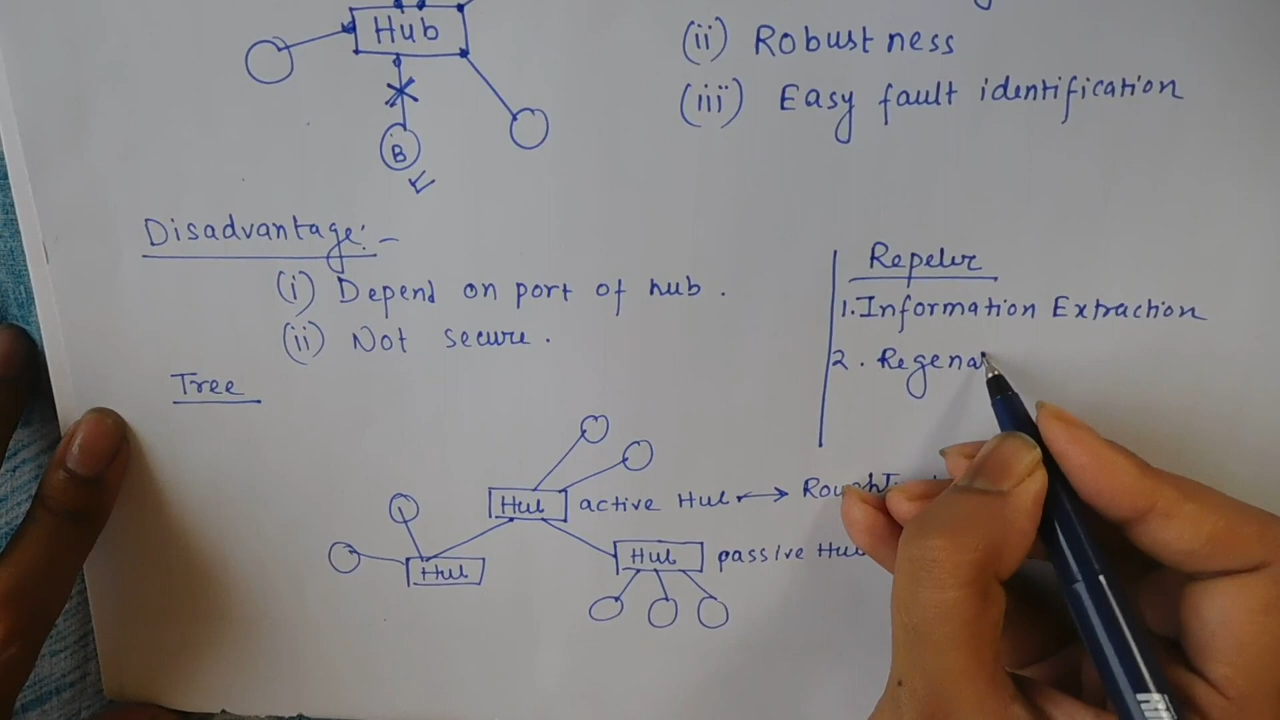 Hub
B
(ii) Robustness
(iii) Easy fault identification
Disadvantage:-
(i) Depend on port of hub.
(ii) Not secure.
Repeter
1. Information Extraction
2. Regena
Tree
Hub active Hub ↔
Hub passive Hub
Hub